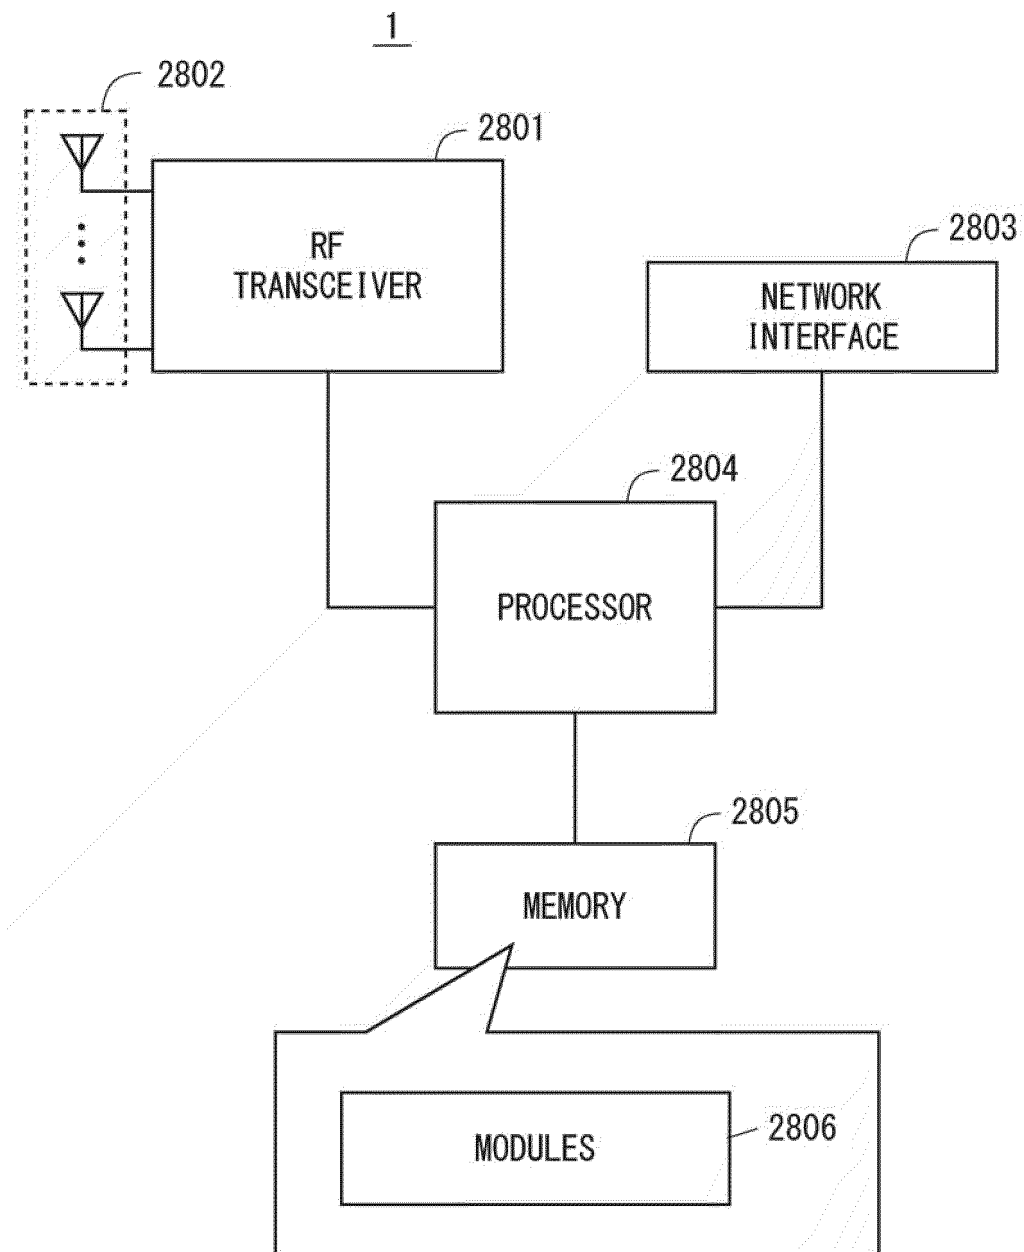 1
2802
2801
RF
TRANSCEIVER
2803
NETWORK
INTERFACE
2804
PROCESSOR
2805
MEMORY
MODULES
2806